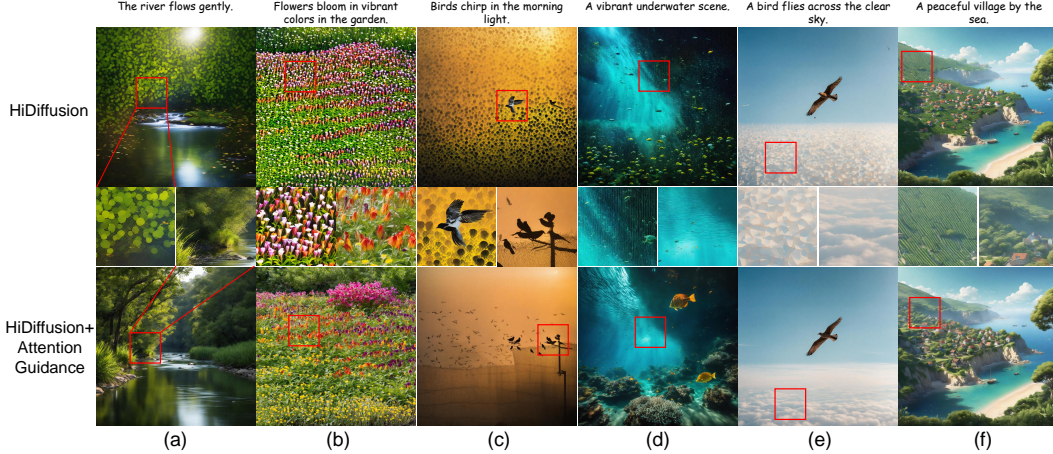 The river flows gently.
Flowers bloom in vibrant
colors in the garden.
Birds chirp in the morning
light.
A vibrant underwater scene.
A bird flies across the clear
sky.
A peaceful village by the
sea.
HiDiffusion
HiDiffusion+
Attention
Guidance
(a)
(b)
(c)
(d)
(e)
(f)